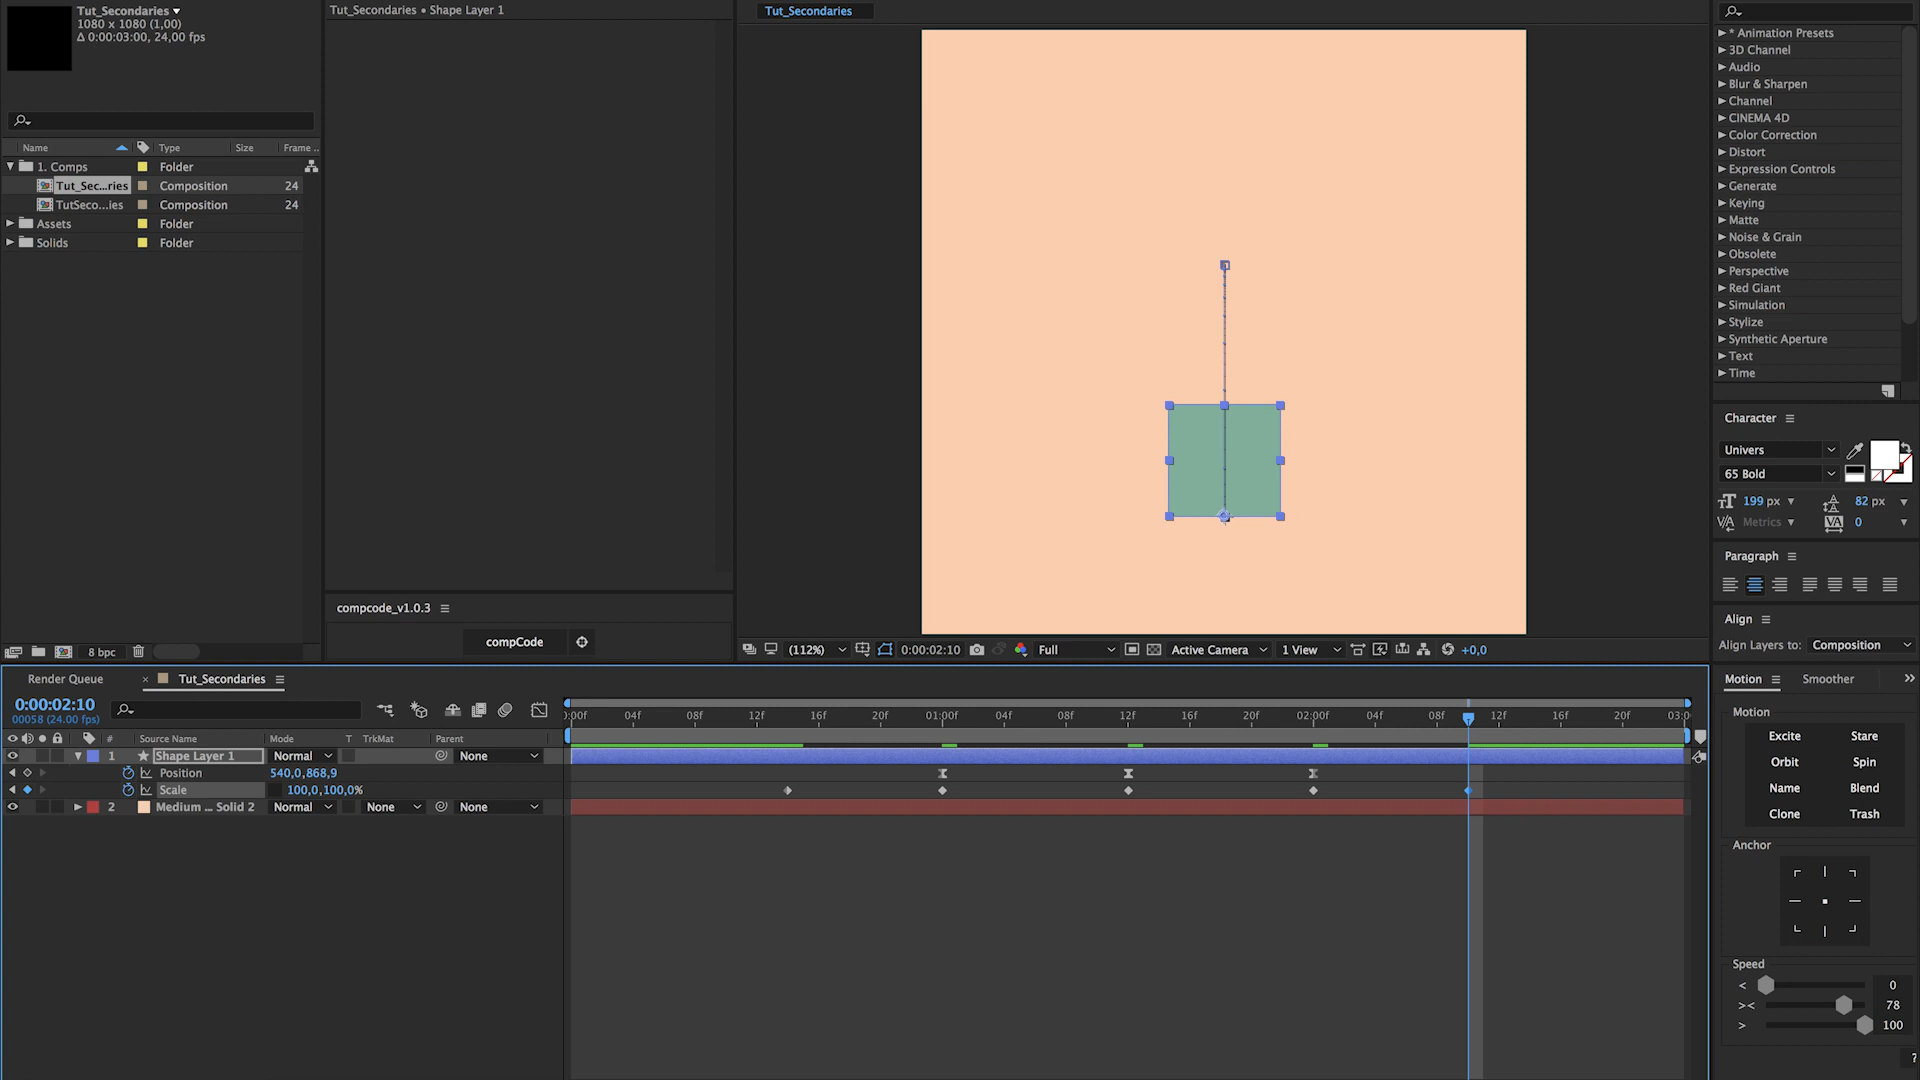 Tut_Secondaries
1080 x 1080 (1,00)
Δ 0:00:03:00, 24,00 fps
Name Type Size Frame ..
1. Comps Folder
Tut_Sec...ries Composition 24
TutSeco...ies Composition 24
Assets Folder
Solids Folder
8 bpc
Tut_Secondaries • Shape Layer 1
compcode_v1.0.3
compCode
Tut_Secondaries
(112%) 0:00:02:10 Full Active Camera 1 View +0,0
* Animation Presets
3D Channel
Audio
Blur & Sharpen
Channel
CINEMA 4D
Color Correction
Distort
Expression Controls
Generate
Keying
Matte
Noise & Grain
Obsolete
Perspective
Red Giant
Simulation
Stylize
Synthetic Aperture
Text
Time
Character
Univers
65 Bold
199 px 82 px
Metrics 0
Paragraph
Align
Align Layers to: Composition
Motion Smoother
Motion
Excite Stare
Orbit Spin
Name Blend
Clone Trash
Anchor
Speed
< 0
>< 78
> 100
?
Render Queue × Tut_Secondaries
0:00:02:10
00058 (24.00 fps)
:00f 04f 08f 12f 16f 20f 01:00f 04f 08f 12f 16f 20f 02:00f 04f 08f 12f 16f 20f 03:0
# Source Name Mode T TrkMat Parent
1 Shape Layer 1 Normal None
Position 540,0,868,9
Scale 100,0,100,0%
2 Medium ... Solid 2 Normal None None